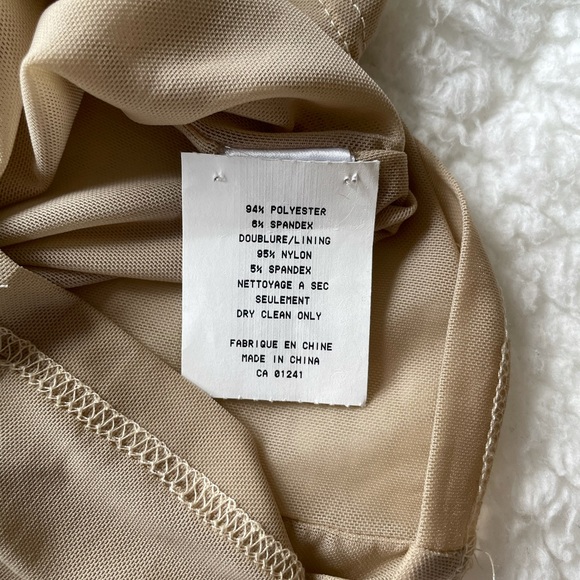 94% POLYESTER
6% SPANDEX
DOUBLURE/LINING
95% NYLON
5% SPANDEX
NETTOYAGE A SEC
SEULEMENT
DRY CLEAN ONLY
FABRIQUE EN CHINE
MADE IN CHINA
CA 01241